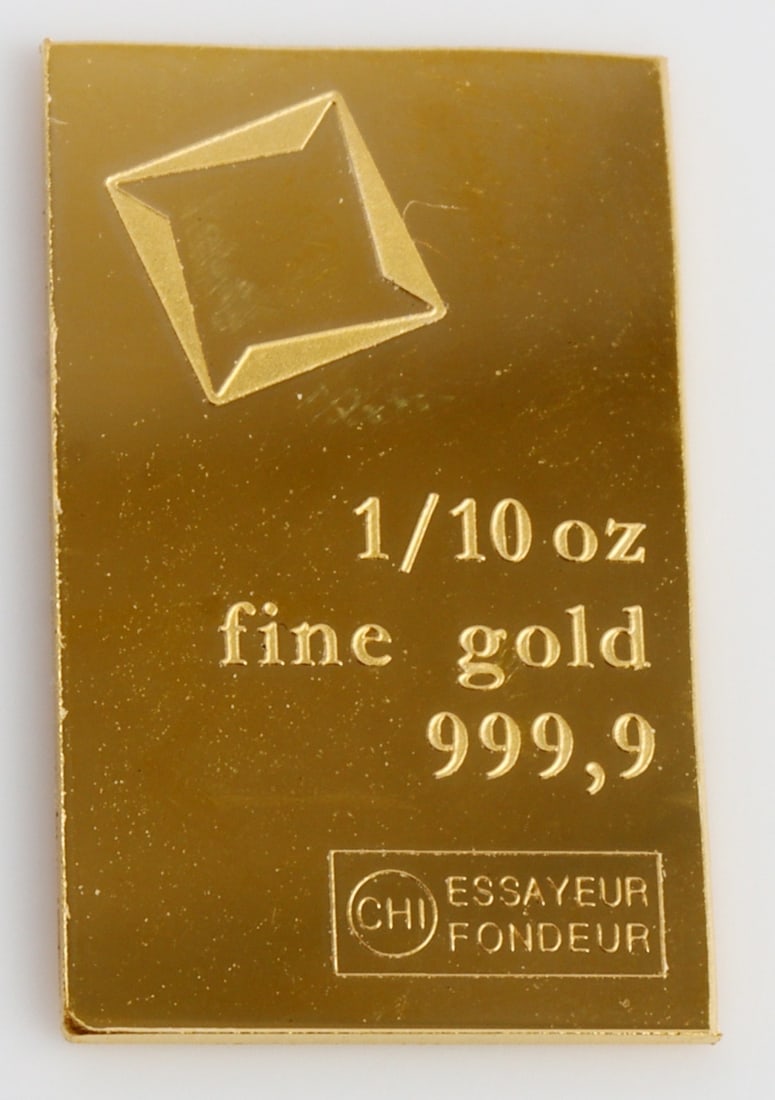 1/10 oz
fine gold
999,9
CHI
ESSAYEUR
FONDEUR